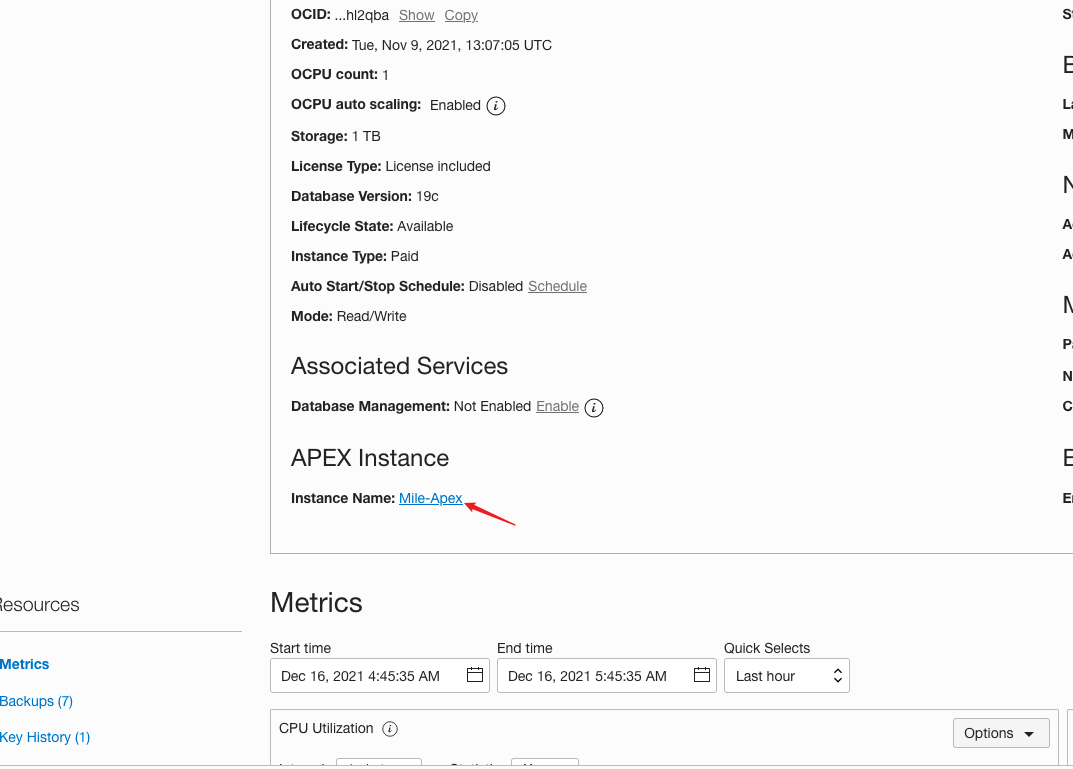 OCID: ...hl2qba Show Copy
Created: Tue, Nov 9, 2021, 13:07:05 UTC
OCPU count: 1
OCPU auto scaling: Enabled
Storage: 1 TB
License Type: License included
Database Version: 19c
Lifecycle State: Available
Instance Type: Paid
Auto Start/Stop Schedule: Disabled Schedule
Mode: Read/Write
Associated Services
Database Management: Not Enabled Enable
APEX Instance
Instance Name: Mile-Apex
Resources
Metrics
Backups (7)
Key History (1)
Metrics
Start time End time Quick Selects
Dec 16, 2021 4:45:35 AM Dec 16, 2021 5:45:35 AM Last hour
CPU Utilization Options